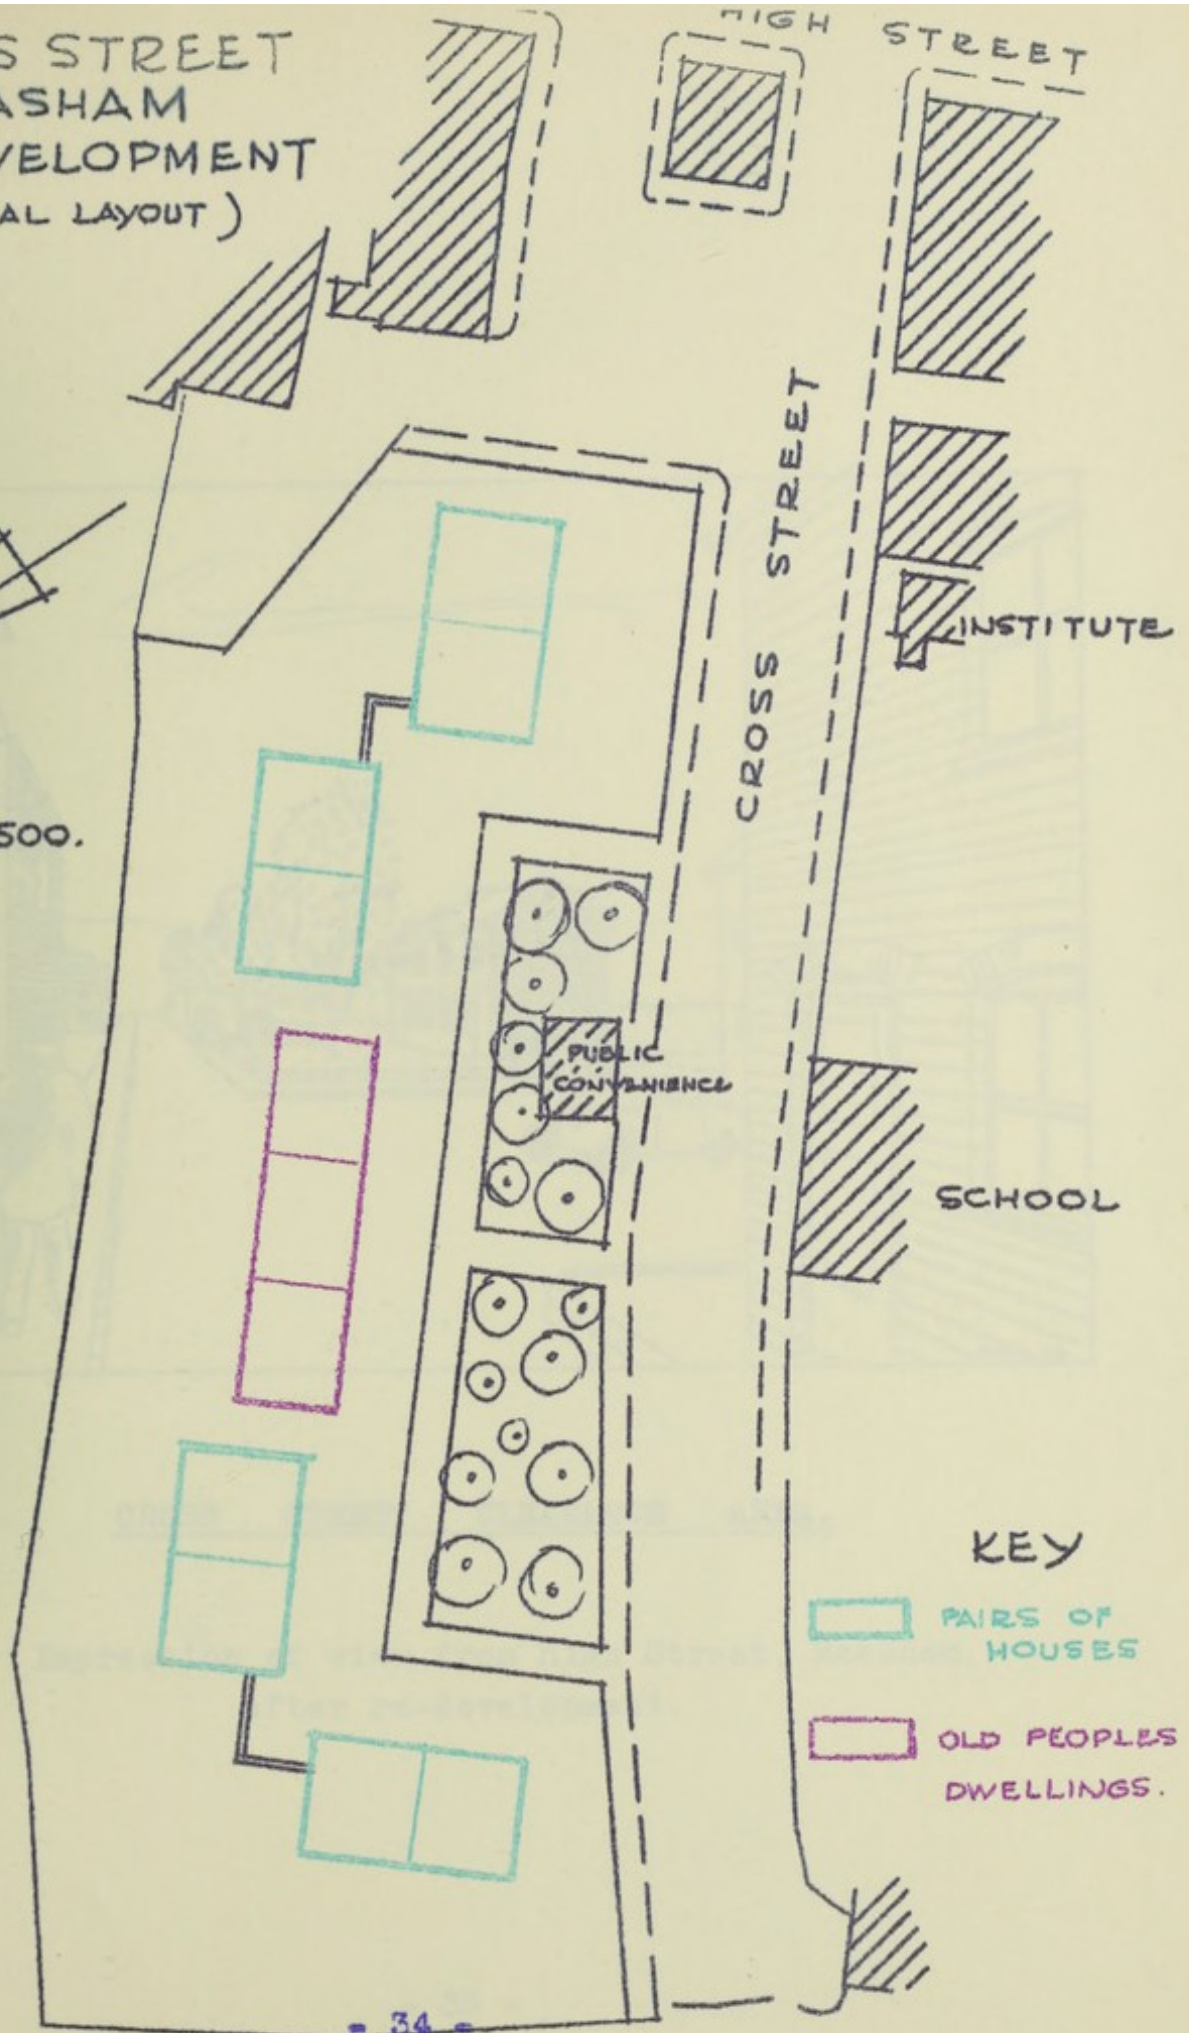 S STREET
ASHAM
VELOPMENT
AL LAYOUT)
HIGH STREET
CROSS STREET
INSTITUTE
500.
PUBLIC
CONVENIENCE
SCHOOL
KEY
PAIRS OF
HOUSES
OLD PEOPLES
DWELLINGS.
- 34 -